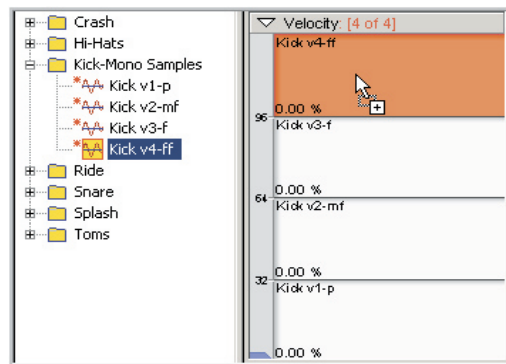 Crash
Hi-Hats
Kick-Mono Samples
Kick v1-p
Kick v2-mf
Kick v3-f
Kick v4-ff
Ride
Snare
Splash
Toms
Velocity: [4 of 4]
Kick v4-ff
0.00 %
96
Kick v3-f
0.00 %
64
Kick v2-mf
0.00 %
32
Kick v1-p
0.00 %